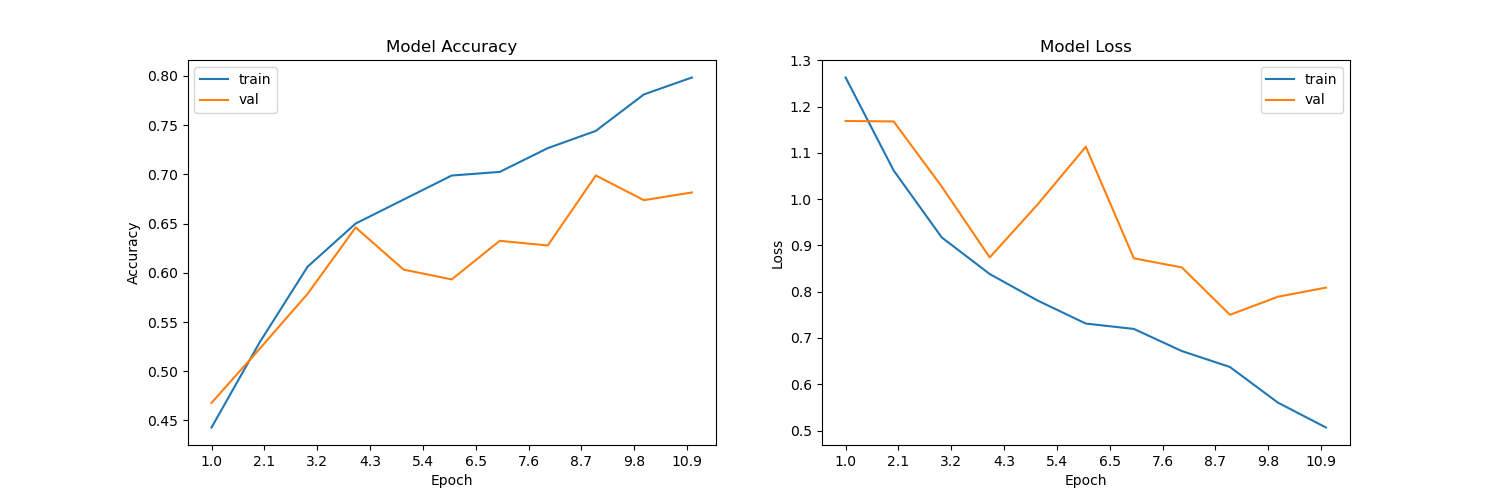 Model Accuracy
train
val
0.80
0.75
0.70
0.65
0.60
0.55
0.50
0.45
Accuracy
1.0 2.1 3.2 4.3 5.4 6.5 7.6 8.7 9.8 10.9
Epoch
Model Loss
train
val
1.3
1.2
1.1
1.0
0.9
0.8
0.7
0.6
0.5
Loss
1.0 2.1 3.2 4.3 5.4 6.5 7.6 8.7 9.8 10.9
Epoch